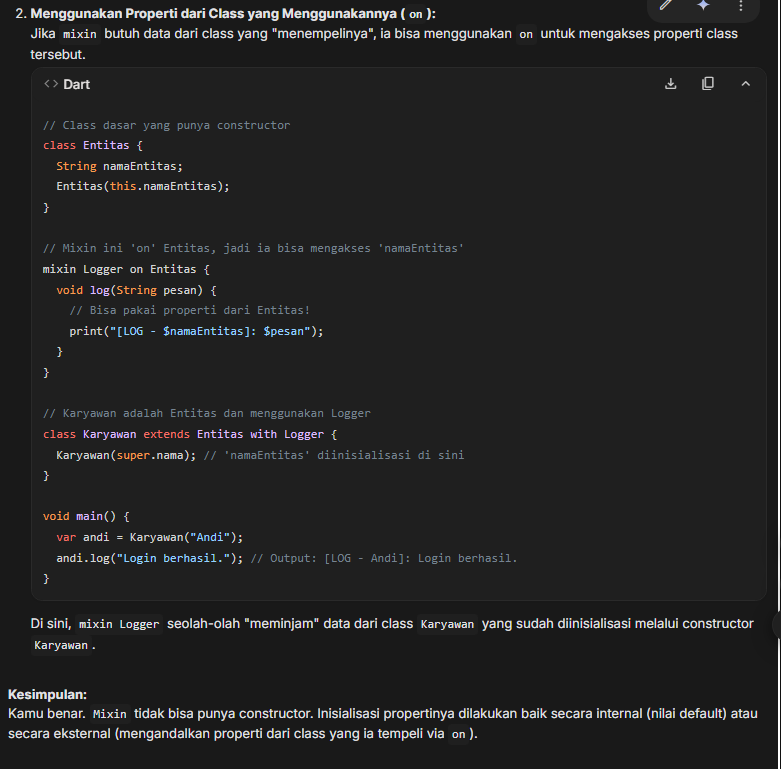 2. Menggunakan Properti dari Class yang Menggunakannya ( on ):
Jika mixin butuh data dari class yang "menempelinya", ia bisa menggunakan on untuk mengakses properti class
tersebut.
<> Dart
// Class dasar yang punya constructor
class Entitas {
  String namaEntitas;
  Entitas(this.namaEntitas);
}
// Mixin ini 'on' Entitas, jadi ia bisa mengakses 'namaEntitas'
mixin Logger on Entitas {
  void log(String pesan) {
    // Bisa pakai properti dari Entitas!
    print("[LOG - $namaEntitas]: $pesan");
  }
}
// Karyawan adalah Entitas dan menggunakan Logger
class Karyawan extends Entitas with Logger {
  Karyawan(super.nama); // 'namaEntitas' diinisialisasi di sini
}
void main() {
  var andi = Karyawan("Andi");
  andi.log("Login berhasil."); // Output: [LOG - Andi]: Login berhasil.
}
Di sini, mixin Logger seolah-olah "meminjam" data dari class Karyawan yang sudah diinisialisasi melalui constructor
Karyawan .
Kesimpulan:
Kamu benar. Mixin tidak bisa punya constructor. Inisialisasi propertinya dilakukan baik secara internal (nilai default) atau
secara eksternal (mengandalkan properti dari class yang ia tempeli via on ).